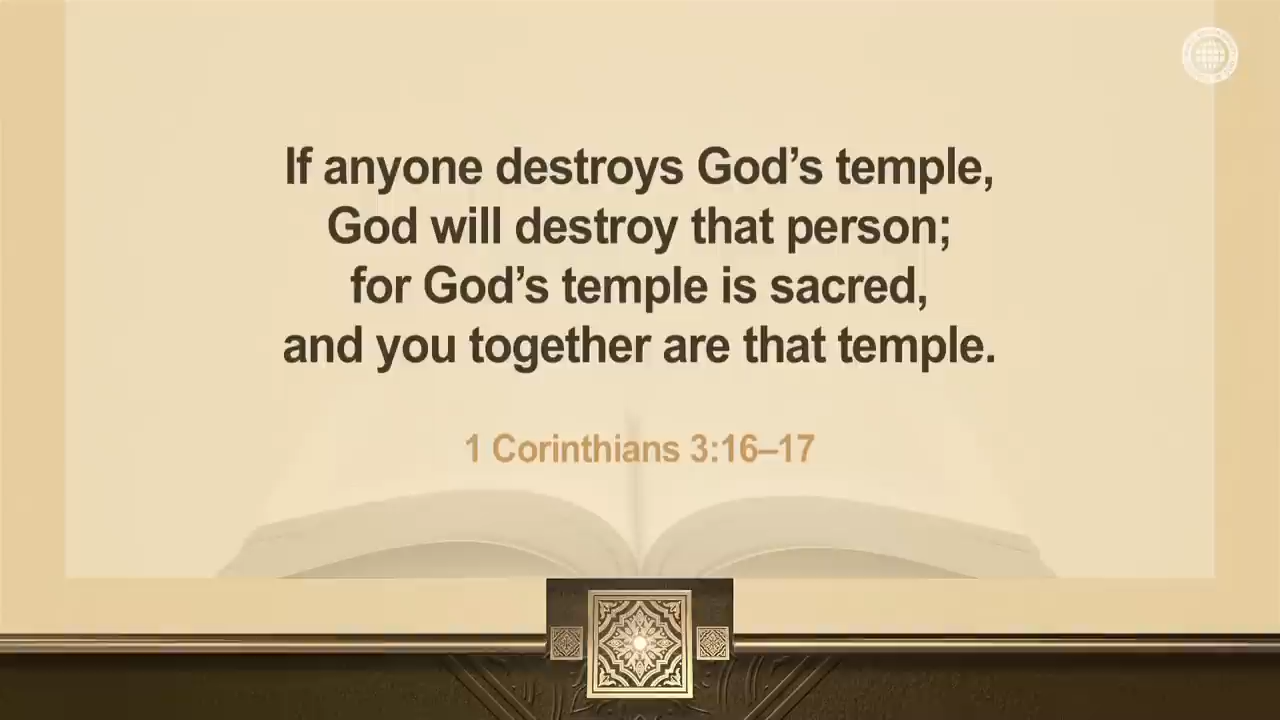 If anyone destroys God’s temple,
God will destroy that person;
for God’s temple is sacred,
and you together are that temple.
1 Corinthians 3:16–17